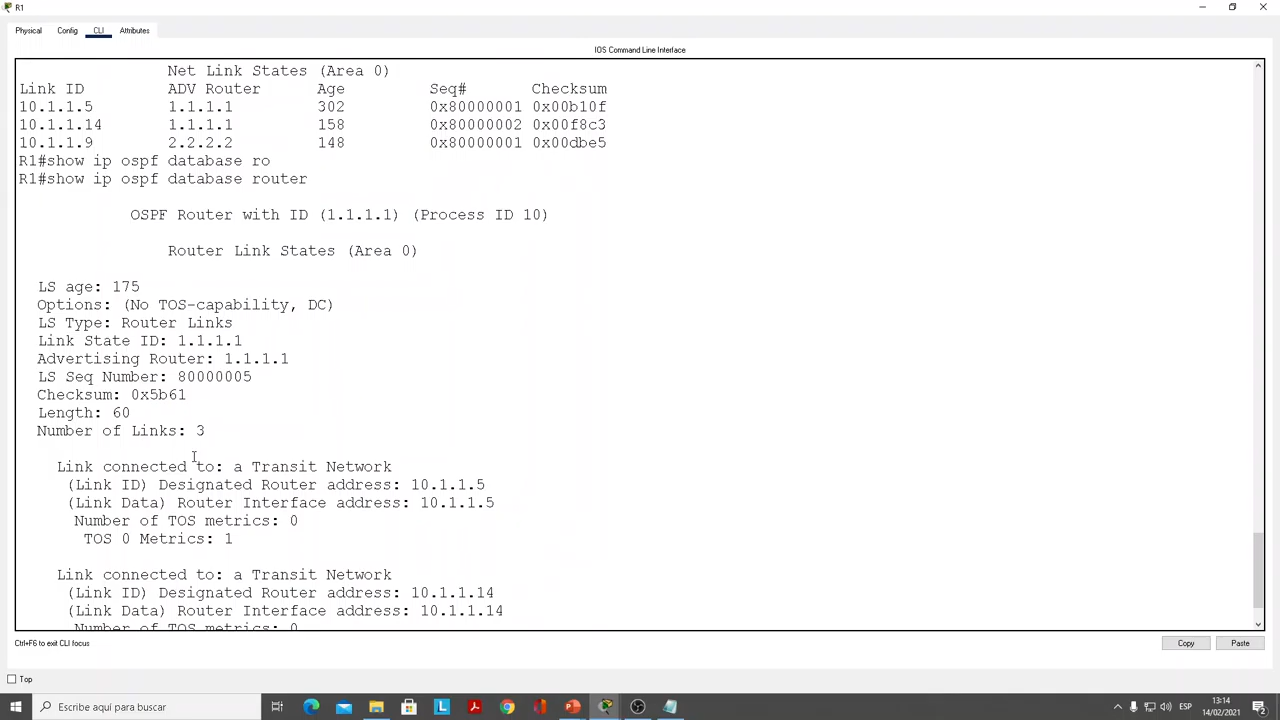 R1
Physical Config CLI Attributes
IOS Command Line Interface
Net Link States (Area 0)
Link ID ADV Router Age Seq# Checksum
10.1.1.5 1.1.1.1 302 0x80000001 0x00b10f
10.1.1.14 1.1.1.1 158 0x80000002 0x00f8c3
10.1.1.9 2.2.2.2 148 0x80000001 0x00dbe5
R1#show ip ospf database ro
R1#show ip ospf database router
OSPF Router with ID (1.1.1.1) (Process ID 10)
Router Link States (Area 0)
LS age: 175
Options: (No TOS-capability, DC)
LS Type: Router Links
Link State ID: 1.1.1.1
Advertising Router: 1.1.1.1
LS Seq Number: 80000005
Checksum: 0x5b61
Length: 60
Number of Links: 3
Link connected to: a Transit Network
(Link ID) Designated Router address: 10.1.1.5
(Link Data) Router Interface address: 10.1.1.5
Number of TOS metrics: 0
TOS 0 Metrics: 1
Link connected to: a Transit Network
(Link ID) Designated Router address: 10.1.1.14
(Link Data) Router Interface address: 10.1.1.14
Number of TOS metrics: 0
Ctrl+F6 to exit CLI focus
Copy Paste
Top
Escribe aquí para buscar
ESP
13:14
14/02/2021